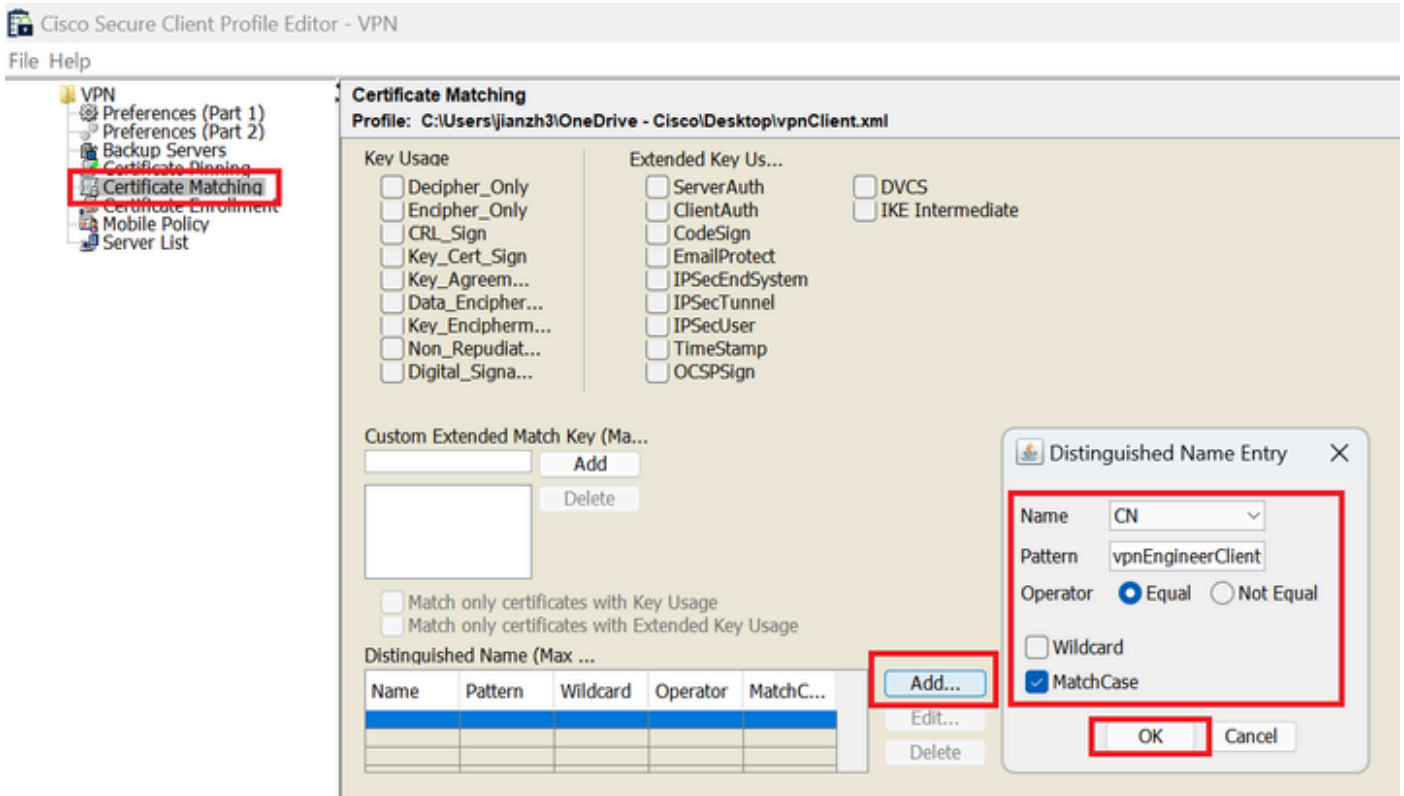 Cisco Secure Client Profile Editor - VPN
File Help
VPN
Preferences (Part 1)
Preferences (Part 2)
Backup Servers
Certificate Pinning
Certificate Matching
Certificate Enrollment
Mobile Policy
Server List
Certificate Matching
Profile: C:\Users\jianzh3\OneDrive - Cisco\Desktop\vpnClient.xml
Key Usage
Decipher_Only
Encipher_Only
CRL_Sign
Key_Cert_Sign
Key_Agreem...
Data_Encipher...
Key_Encipherm...
Non_Repudiat...
Digital_Signa...
Extended Key Us...
ServerAuth
ClientAuth
CodeSign
EmailProtect
IPSecEndSystem
IPSecTunnel
IPSecUser
TimeStamp
OCSPSign
DVCS
IKE Intermediate
Custom Extended Match Key (Ma...
Add
Delete
Match only certificates with Key Usage
Match only certificates with Extended Key Usage
Distinguished Name (Max ...
Name Pattern Wildcard Operator MatchC...
Add...
Edit...
Delete
Distinguished Name Entry
Name CN
Pattern vpnEngineerClient
Operator Equal Not Equal
Wildcard
MatchCase
OK Cancel